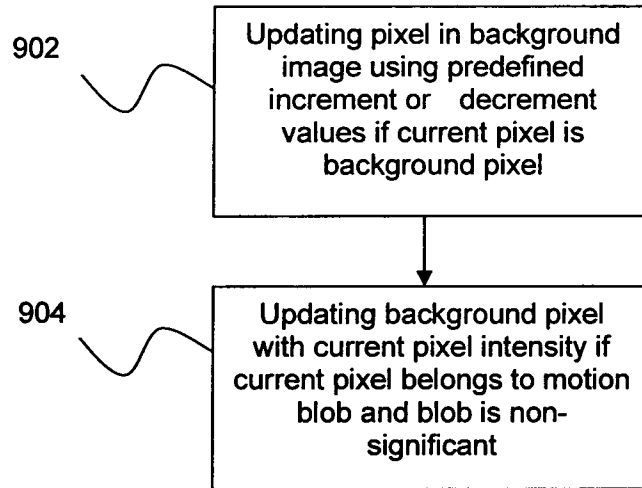 902
Updating pixel in background
image using predefined
increment or decrement
values if current pixel is
background pixel
904
Updating background pixel
with current pixel intensity if
current pixel belongs to motion
blob and blob is non-
significant